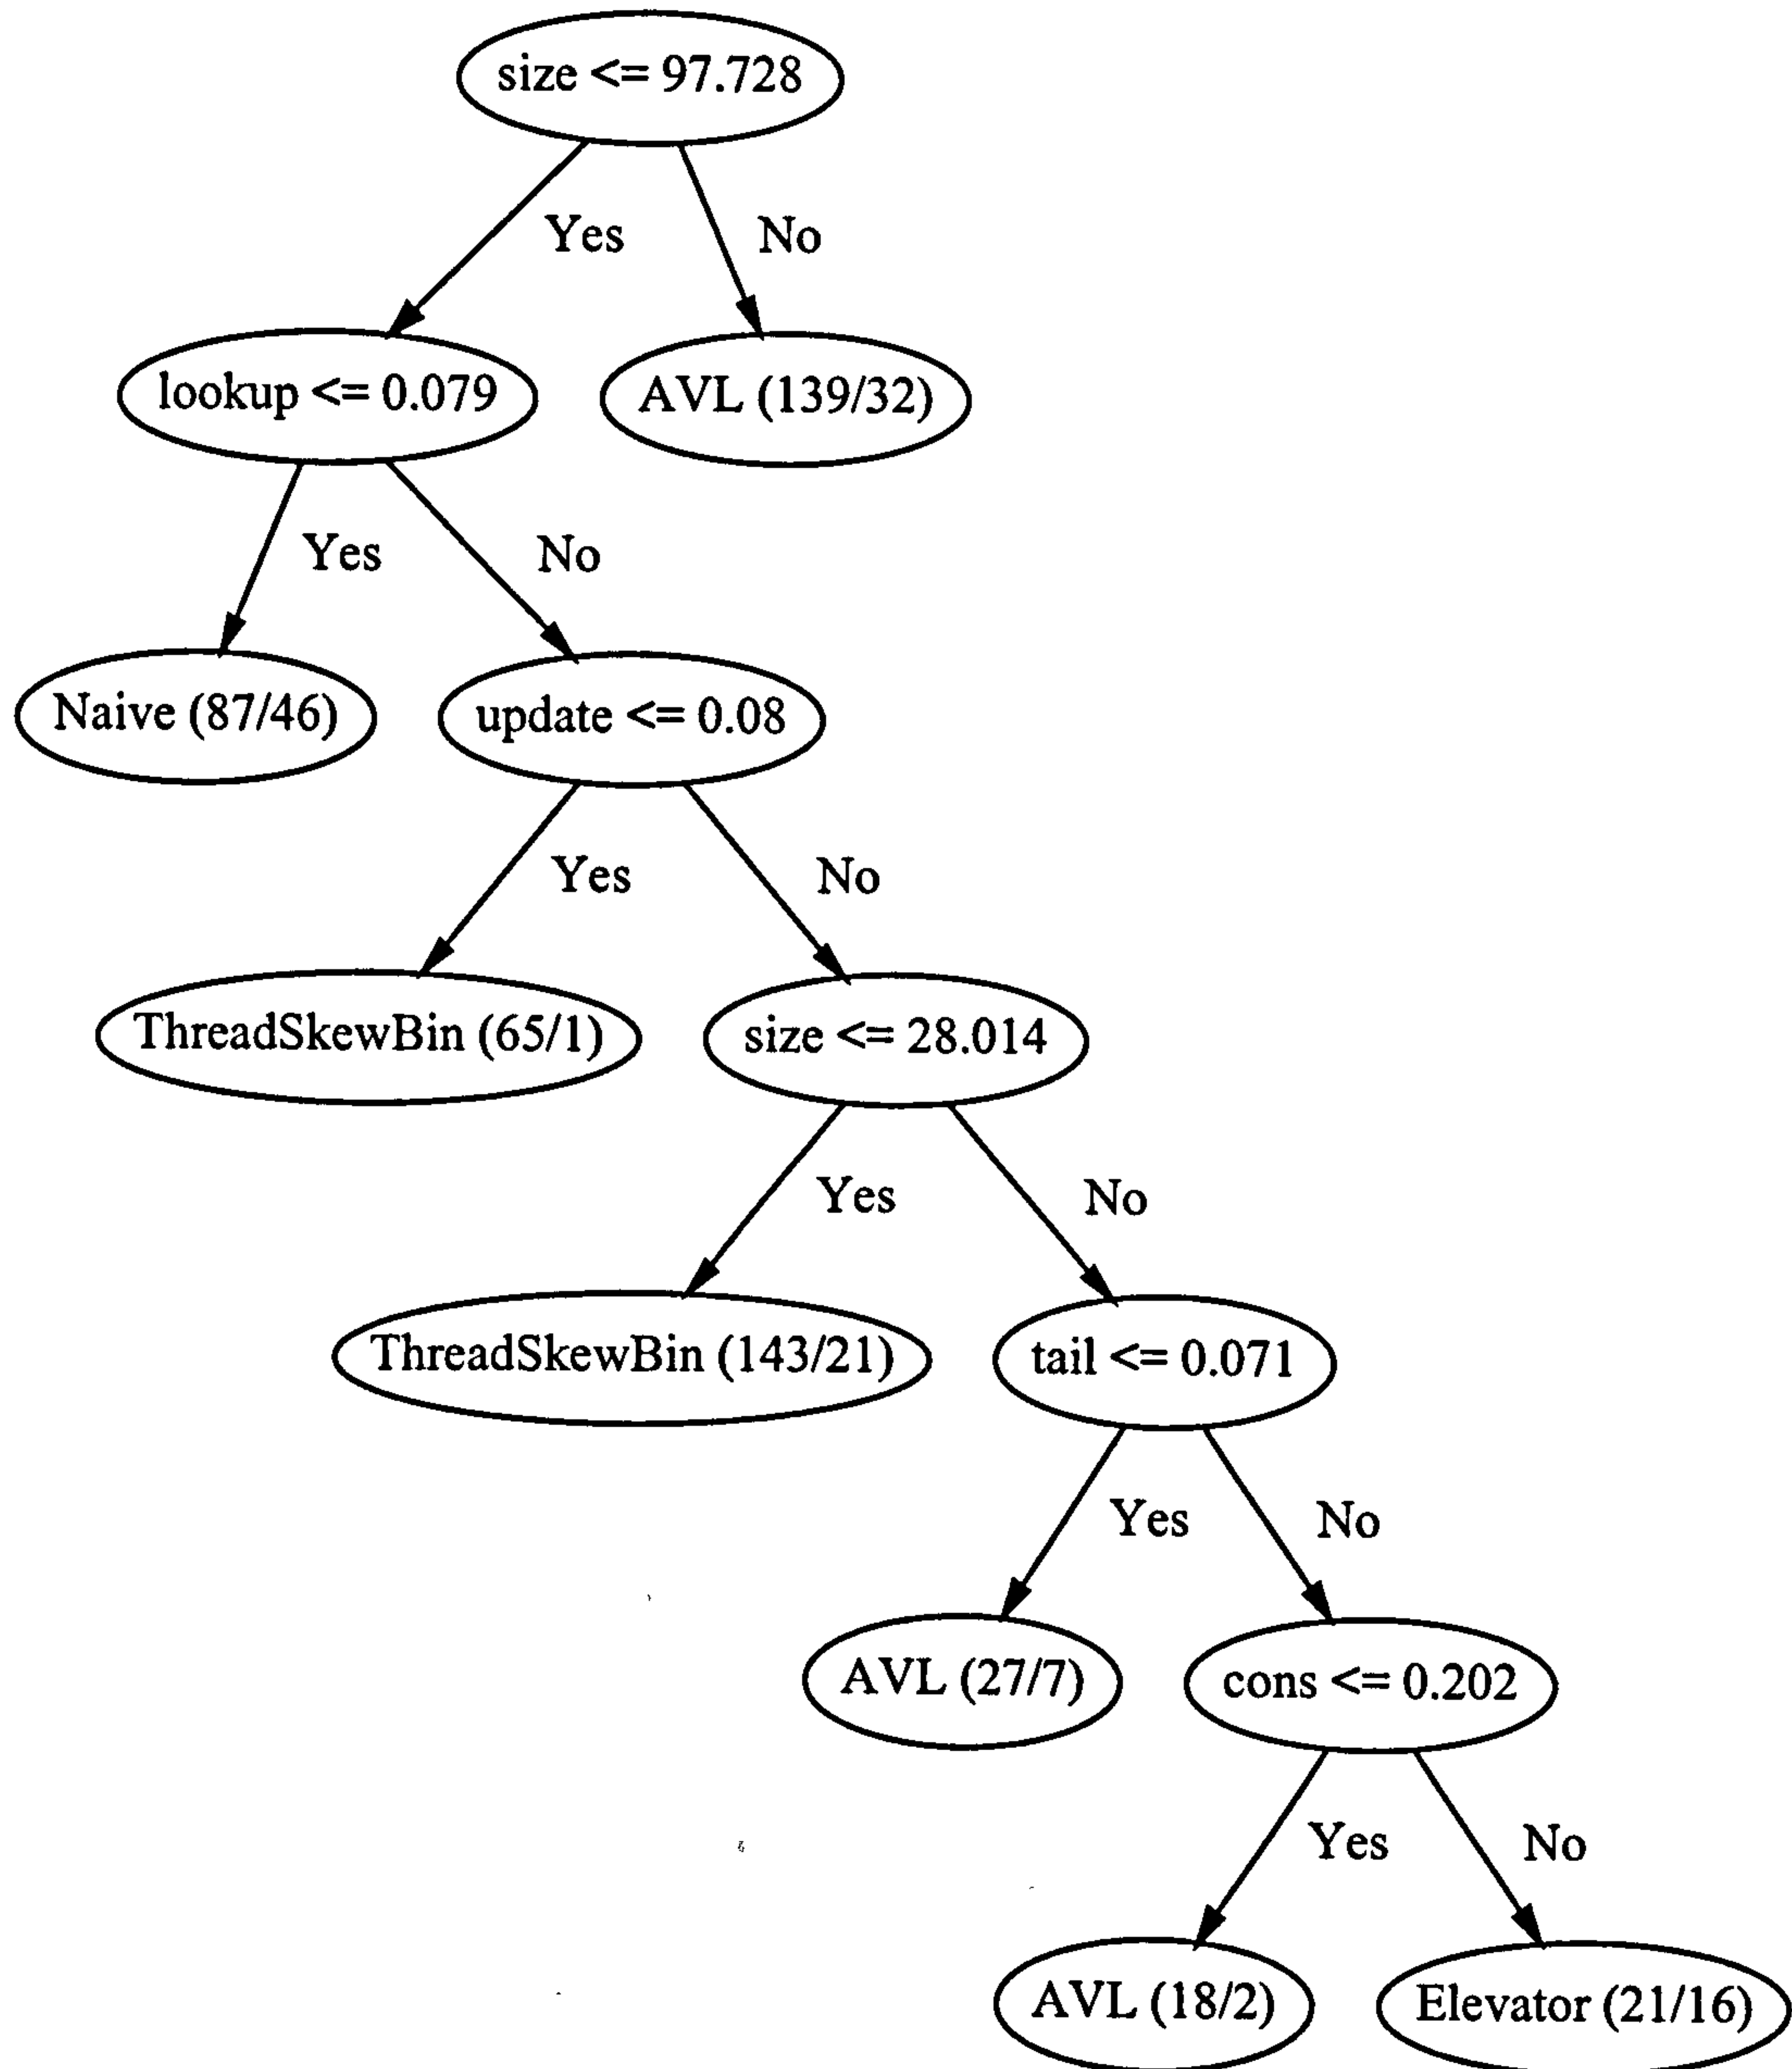 size <= 97.728
Yes
No
lookup <= 0.079
AVL (139/32)
Yes
No
Naive (87/46)
update <= 0.08
Yes
No
ThreadSkewBin (65/1)
size <= 28.014
Yes
No
ThreadSkewBin (143/21)
tail <= 0.071
Yes
No
AVL (27/7)
cons <= 0.202
Yes
No
AVL (18/2)
Elevator (21/16)